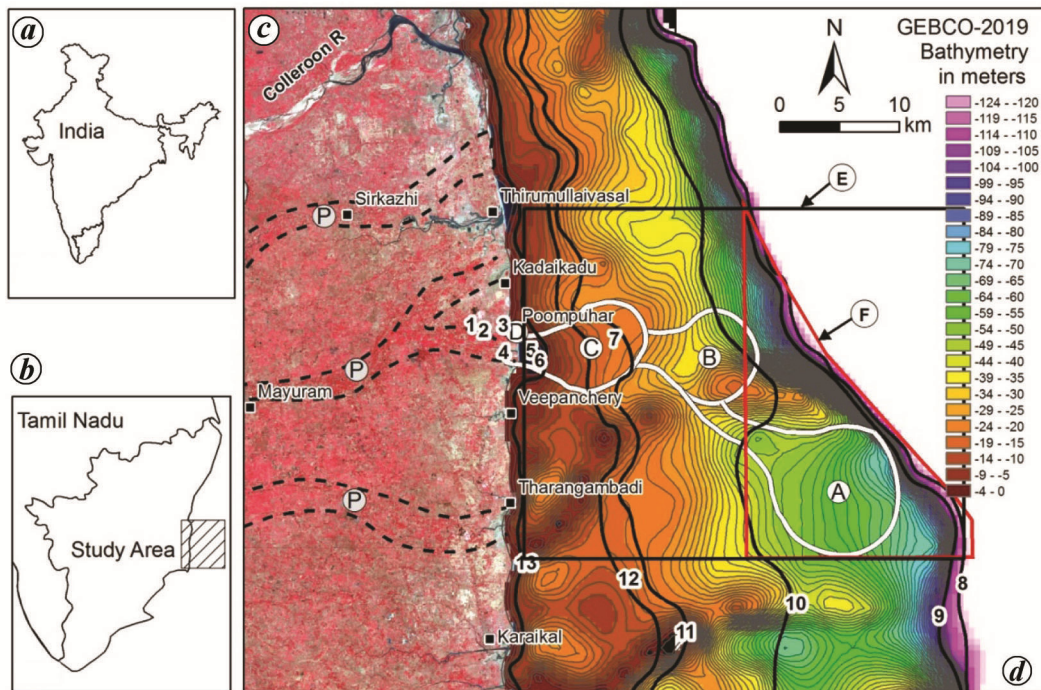 a
India
b
Tamil Nadu
Study Area
c
Colleroon R
P
Sirkazhi
Thirumullaivasal
Kadaikadu
1
2
3
D
Poompuhar
4
5
6
C
7
B
P
Mayuram
Veepanchery
A
P
Tharangambadi
13
12
11
10
9
8
Karaikal
E
F
N
0 5 10
km
GEBCO-2019
Bathymetry
in meters
-124 - -120
-119 - -115
-114 - -110
-109 - -105
-104 - -100
-99 - -95
-94 - -90
-89 - -85
-84 - -80
-79 - -75
-74 - -70
-69 - -65
-64 - -60
-59 - -55
-54 - -50
-49 - -45
-44 - -40
-39 - -35
-34 - -30
-29 - -25
-24 - -20
-19 - -15
-14 - -10
-9 - -5
-4 - 0
d